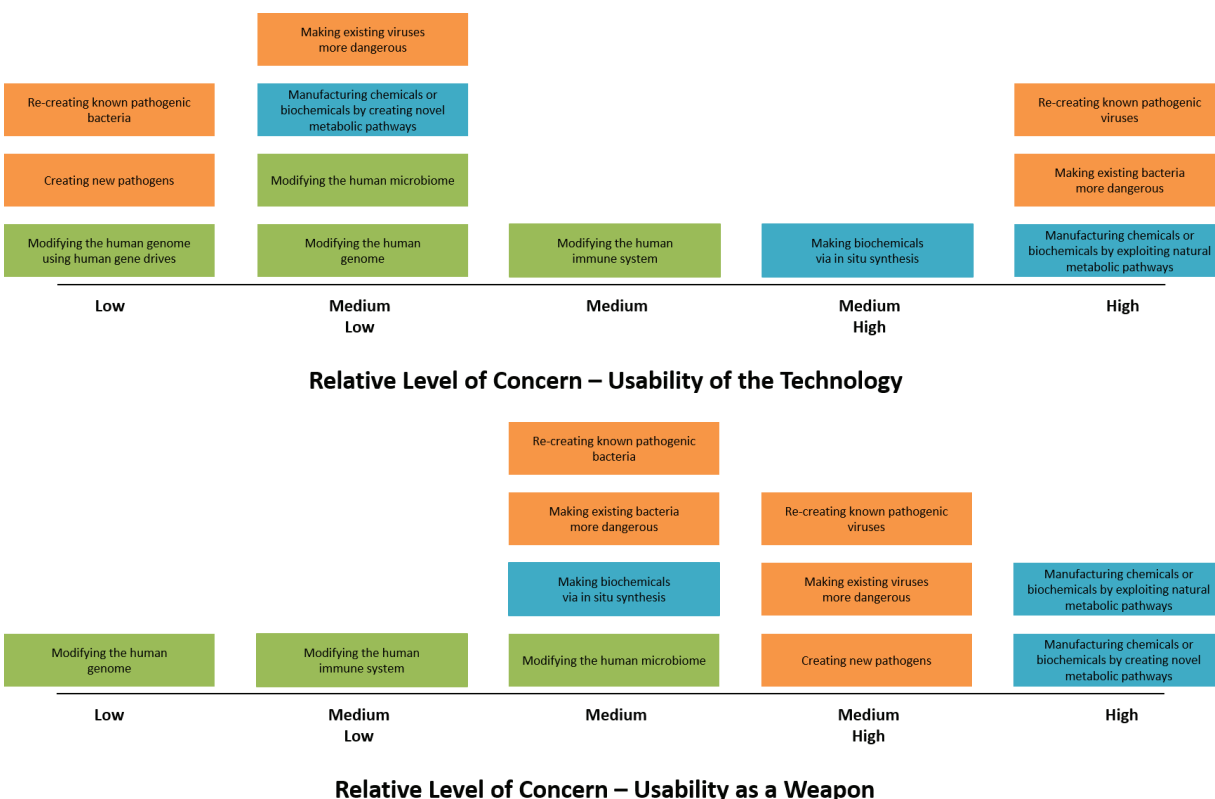 Making existing viruses
more dangerous
Re-creating known pathogenic
bacteria
Manufacturing chemicals or
biochemicals by creating novel
metabolic pathways
Re-creating known pathogenic
viruses
Creating new pathogens
Modifying the human microbiome
Making existing bacteria
more dangerous
Modifying the human genome
using human gene drives
Modifying the human
genome
Modifying the human
immune system
Making biochemicals
via in situ synthesis
Manufacturing chemicals or
biochemicals by exploiting natural
metabolic pathways
Low
Medium
Low
Medium
Medium
High
High
Relative Level of Concern – Usability of the Technology
Re-creating known pathogenic
bacteria
Making existing bacteria
more dangerous
Re-creating known pathogenic
viruses
Making biochemicals
via in situ synthesis
Making existing viruses
more dangerous
Manufacturing chemicals or
biochemicals by exploiting natural
metabolic pathways
Modifying the human
genome
Modifying the human
immune system
Modifying the human microbiome
Creating new pathogens
Manufacturing chemicals or
biochemicals by creating novel
metabolic pathways
Low
Medium
Low
Medium
Medium
High
High
Relative Level of Concern – Usability as a Weapon